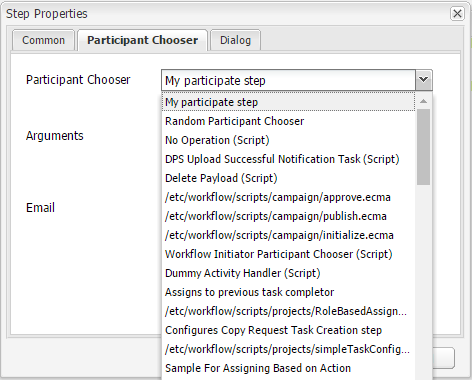 Step Properties
Common
Participant Chooser
Dialog
Participant Chooser
My participate step
My participate step
Random Participant Chooser
No Operation (Script)
Arguments
DPS Upload Successful Notification Task (Script)
Delete Payload (Script)
/etc/workflow/scripts/campaign/approve.ecma
Email
/etc/workflow/scripts/campaign/publish.ecma
/etc/workflow/scripts/campaign/initialize.ecma
Workflow Initiator Participant Chooser (Script)
Dummy Activity Handler (Script)
Assigns to previous task completor
/etc/workflow/scripts/projects/RoleBasedAssign...
Configures Copy Request Task Creation step
/etc/workflow/scripts/projects/simpleTaskConfig...
Sample For Assigning Based on Action